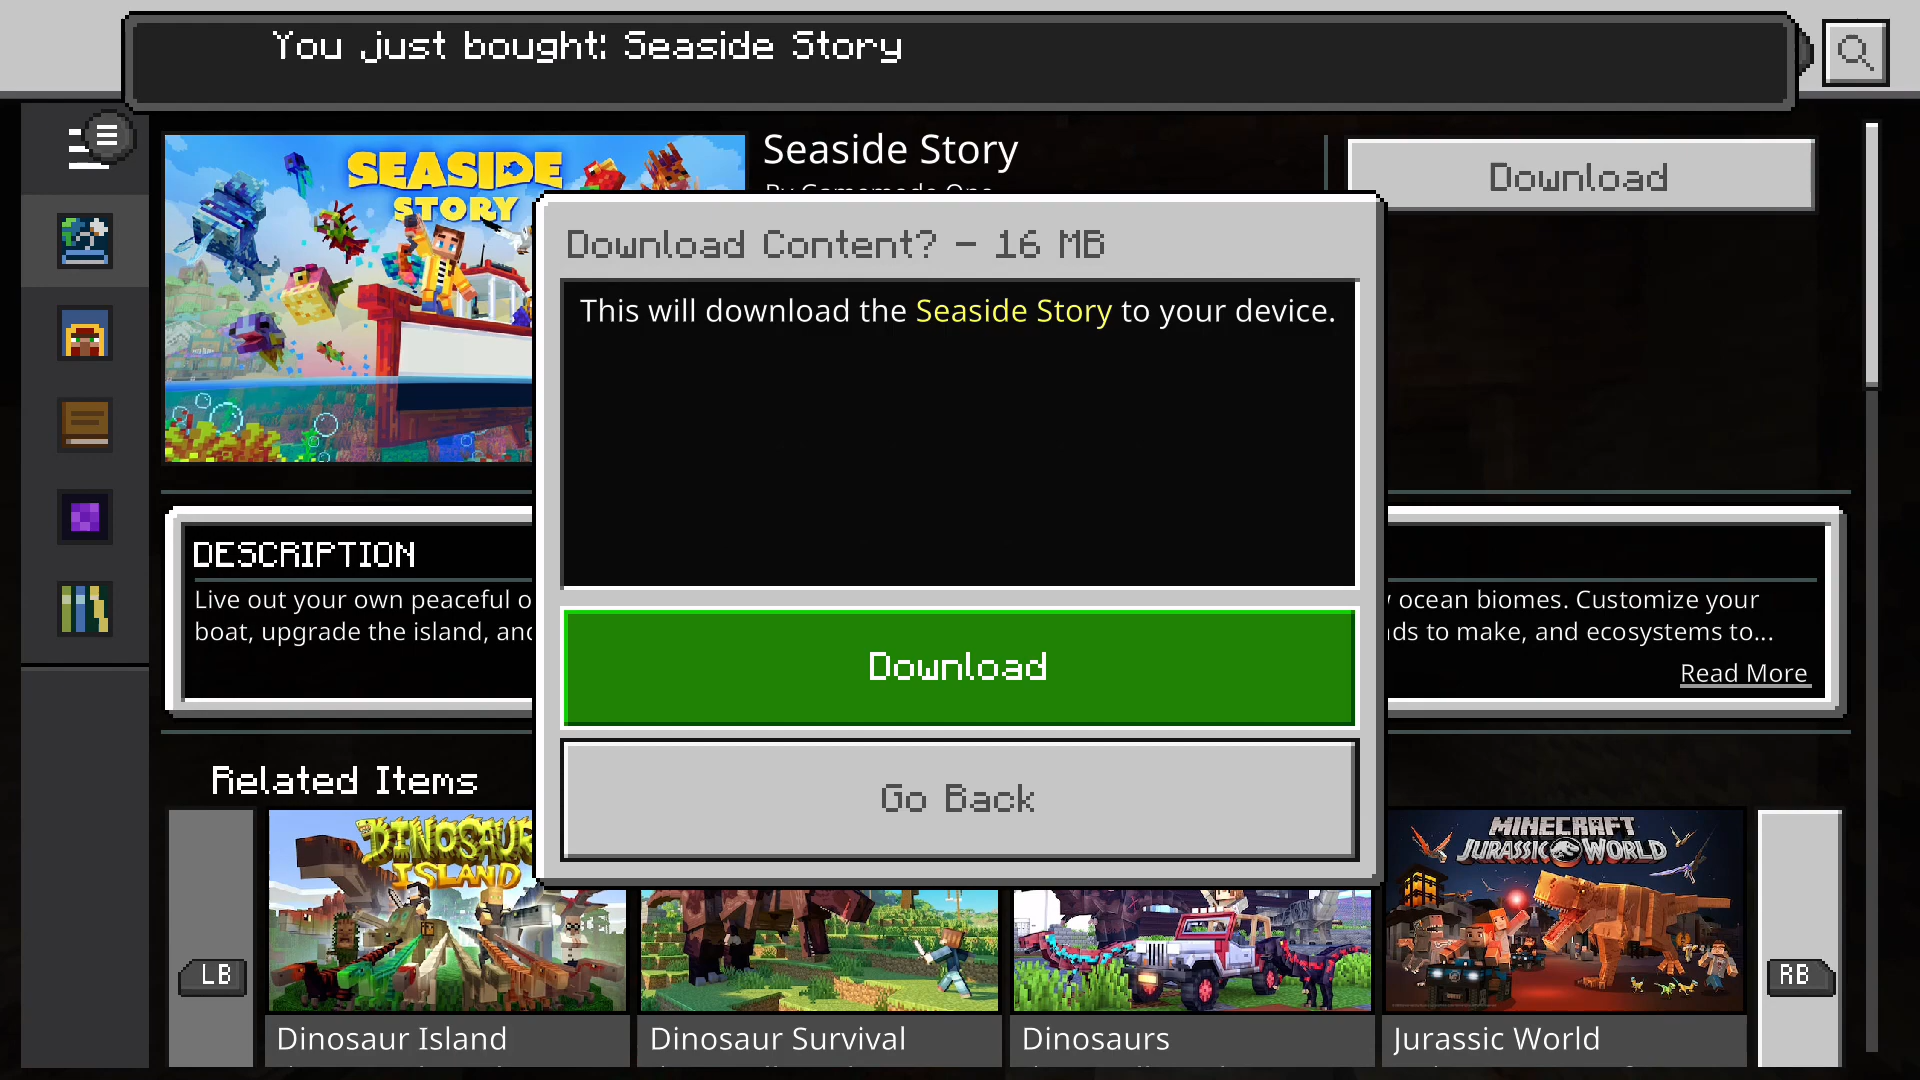 You just bought: Seaside Story
SEASIDE
STORY
Seaside Story
Download
Download Content? - 16 MB
This will download the Seaside Story to your device.
DESCRIPTION
Live out your own peaceful
ocean biomes. Customize your
boat, upgrade the island,
to make, and ecosystems to...
Read More
Download
Go Back
Related Items
DINOSAUR
ISLAND
MINECRAFT
JURASSIC WORLD
LB
RB
Dinosaur Island
Dinosaur Survival
Dinosaurs
Jurassic World